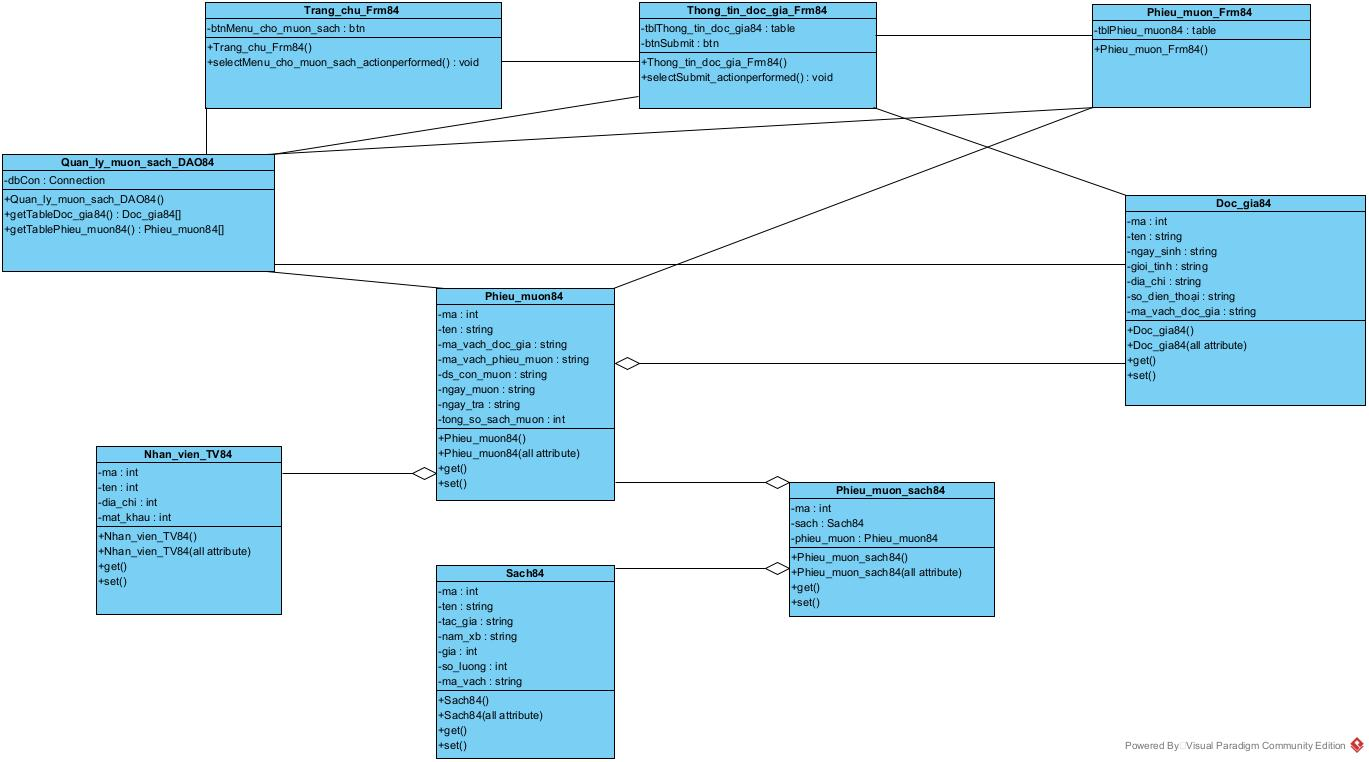 Trang_chu_Frm84
-btnMenu_cho_muon_sach : btn
+Trang_chu_Frm84()
+selectMenu_cho_muon_sach_actionperformed() : void
Thong_tin_doc_gia_Frm84
-tblThong_tin_doc_gia84 : table
-btnSubmit : btn
+Thong_tin_doc_gia_Frm84()
+selectSubmit_actionperformed() : void
Phieu_muon_Frm84
-tblPhieu_muon84 : table
+Phieu_muon_Frm84()
Quan_ly_muon_sach_DAO84
-dbCon : Connection
+Quan_ly_muon_sach_DAO84()
+getTableDoc_gia84() : Doc_gia84[]
+getTablePhieu_muon84() : Phieu_muon84[]
Doc_gia84
-ma : int
-ten : string
-ngay_sinh : string
-gioi_tinh : string
-dia_chi : string
-so_dien_thoại : string
-ma_vach_doc_gia : string
+Doc_gia84()
+Doc_gia84(all attribute)
+get()
+set()
Phieu_muon84
-ma : int
-ten : string
-ma_vach_doc_gia : string
-ma_vach_phieu_muon : string
-ds_con_muon : string
-ngay_muon : string
-ngay_tra : string
-tong_so_sach_muon : int
+Phieu_muon84()
+Phieu_muon84(all attribute)
+get()
+set()
Nhan_vien_TV84
-ma : int
-ten : int
-dia_chi : int
-mat_khau : int
+Nhan_vien_TV84()
+Nhan_vien_TV84(all attribute)
+get()
+set()
Phieu_muon_sach84
-ma : int
-sach : Sach84
-phieu_muon : Phieu_muon84
+Phieu_muon_sach84()
+Phieu_muon_sach84(all attribute)
+get()
+set()
Sach84
-ma : int
-ten : string
-tac_gia : string
-nam_xb : string
-gia : int
-so_luong : int
-ma_vach : string
+Sach84()
+Sach84(all attribute)
+get()
+set()
Powered By Visual Paradigm Community Edition